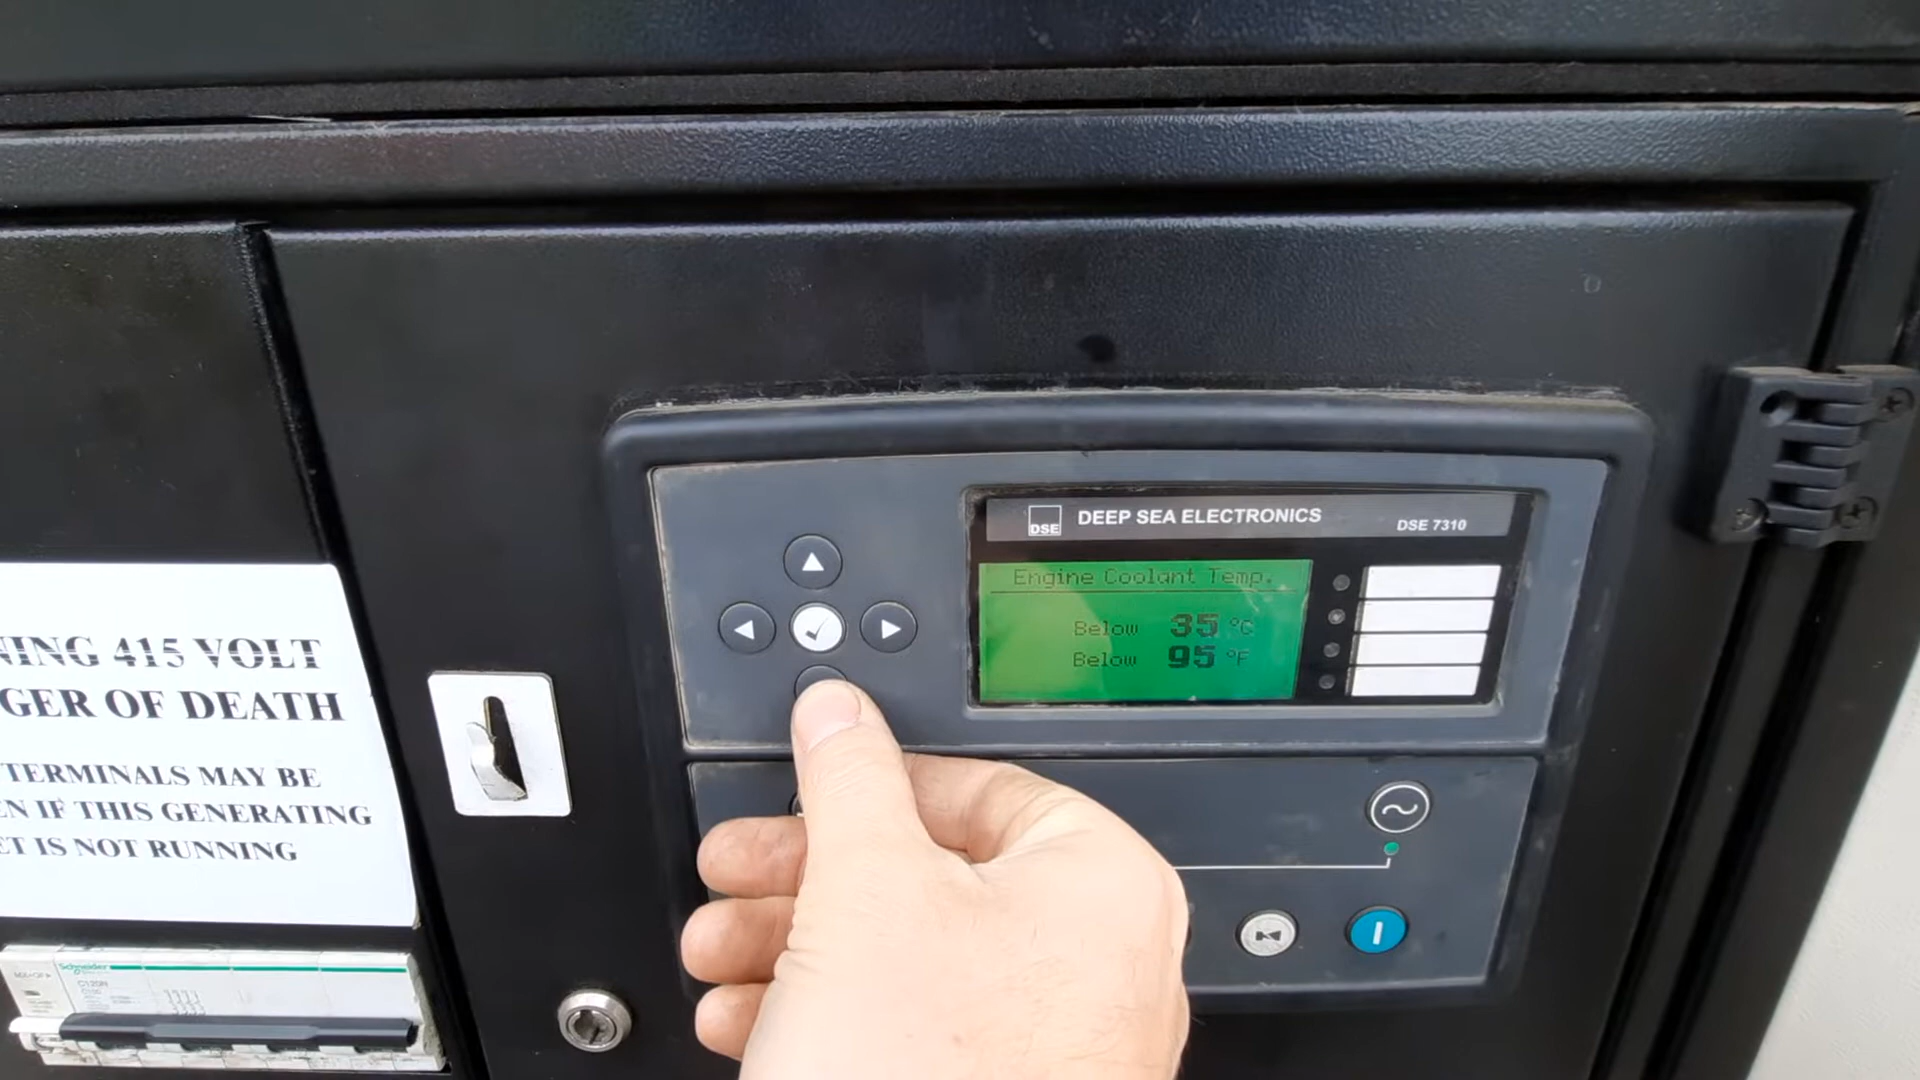 DSE DEEP SEA ELECTRONICS DSE 7310
Engine Coolant Temp.
Below 35 °C
Below 95 °F
NING 415 VOLT
GER OF DEATH
TERMINALS MAY BE
EN IF THIS GENERATING
ET IS NOT RUNNING
Schneider
C120N